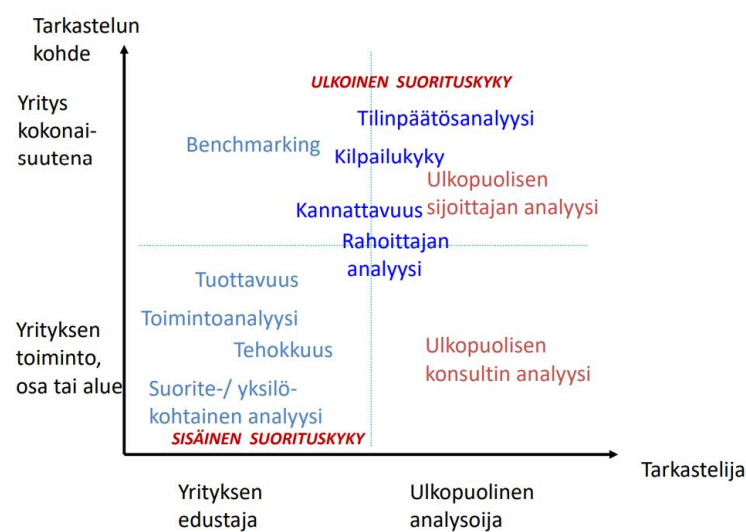 Tarkastelun
kohde
ULKOINEN SUORITUSKYKY
Yritys
kokonai-
suutena
Tilinpäätösanalyysi
Benchmarking
Kilpailukyky
Ulkopuolisen
sijoittajan analyysi
Kannattavuus
Rahoittajan
analyysi
Tuottavuus
Toimintoanalyysi
Tehokkuus
Yrityksen
toiminto,
osa tai alue
Ulkopuolisen
konsultin analyysi
Suorite-/ yksilö-
kohtainen analyysi
SISÄINEN SUORITUSKYKY
Tarkastelija
Yrityksen
edustaja
Ulkopuolinen
analysoija